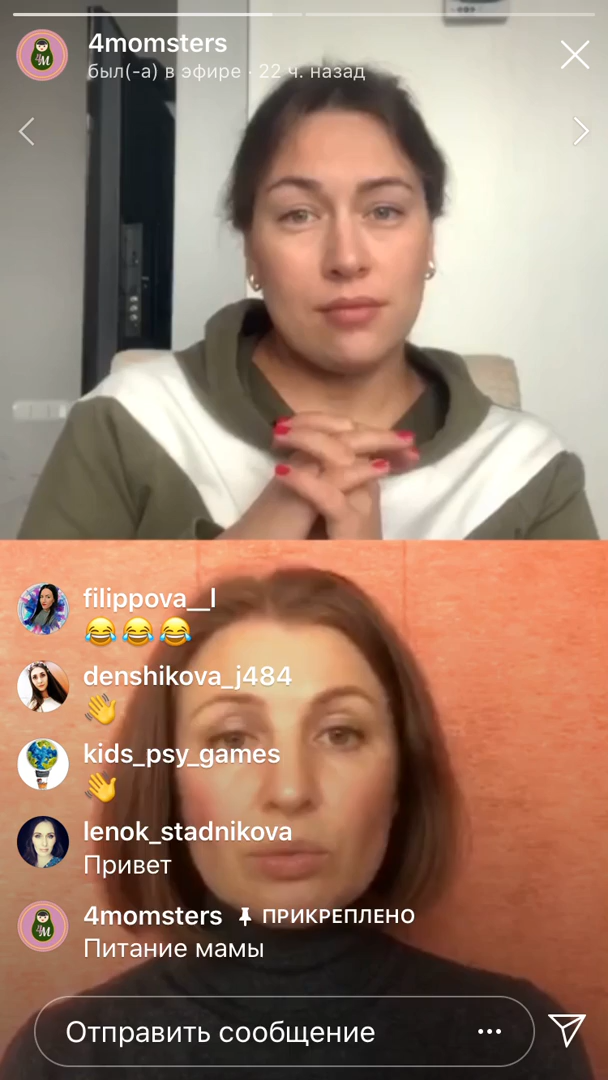 4momsters
был(-а) в эфире · 22 ч. назад
filippova__l
😂😂😂
denshikova_j484
👋
kids_psy_games
👋
lenok_stadnikova
Привет
4momsters ПРИКРЕПЛЕНО
Питание мамы
Отправить сообщение